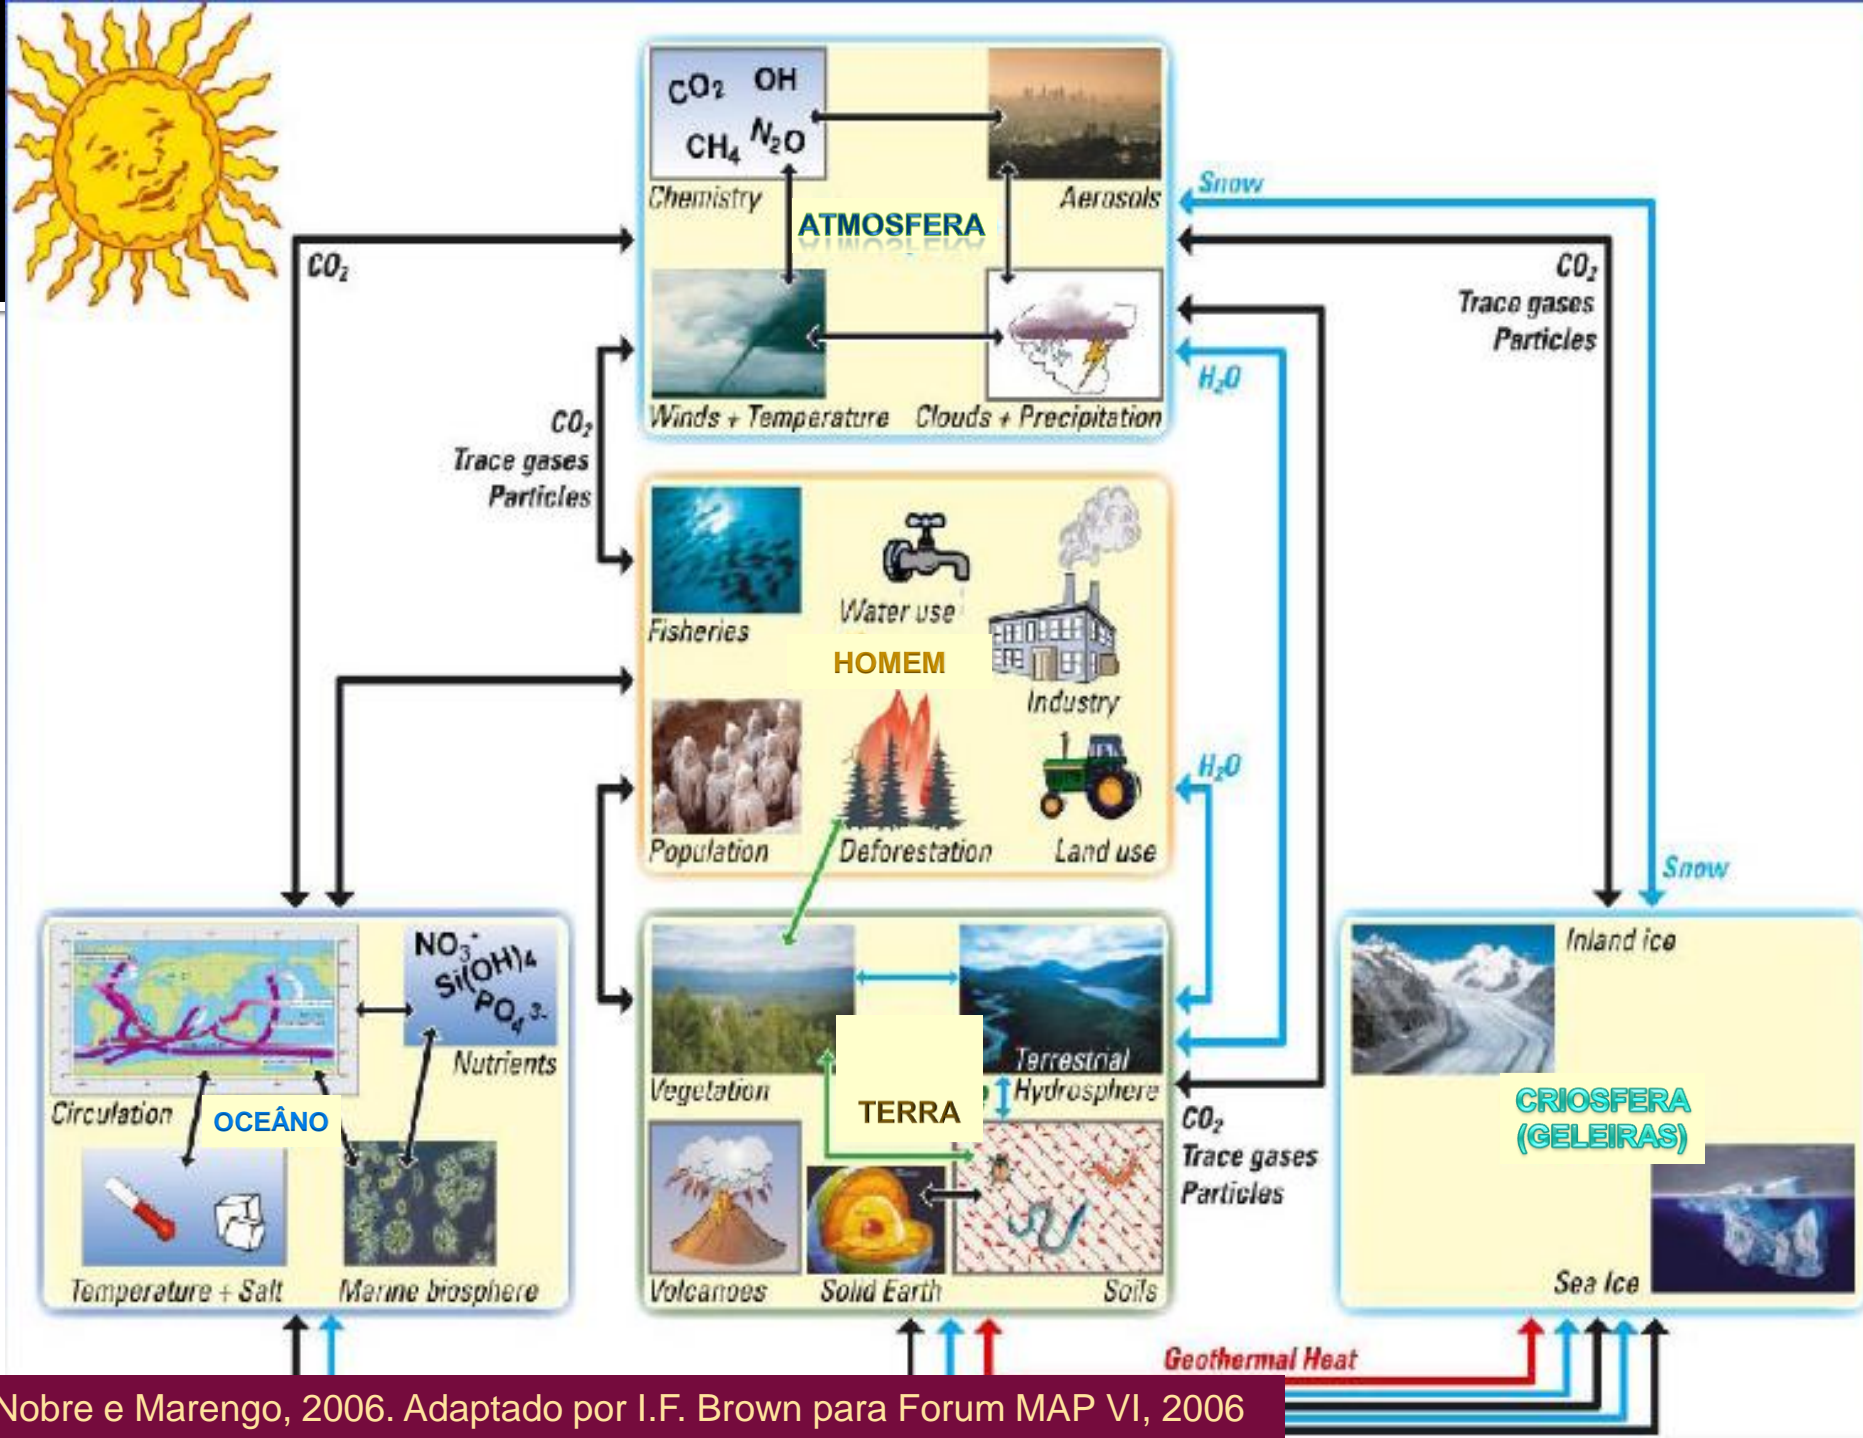 CO₂ OH
CH₄ N₂O
Chemistry
Aerosols
ATMOSFERA
Winds + Temperature
Clouds + Precipitation
Snow
CO₂
CO₂
Trace gases
Particles
H₂O
CO₂
Trace gases
Particles
Fisheries
Water use
HOMEM
Industry
Population
Deforestation
Land use
H₂O
Snow
NO₃⁺
Si(OH)₄
PO₄³⁻
Nutrients
Circulation
OCEÂNO
Temperature + Salt
Marine biosphere
Vegetation
Terrestrial
Hydrosphere
TERRA
Volcanoes
Solid Earth
Soils
CO₂
Trace gases
Particles
Inland ice
CRIOSFERA
(GELEIRAS)
Sea Ice
Geothermal Heat
Nobre e Marengo, 2006. Adaptado por I.F. Brown para Forum MAP VI, 2006